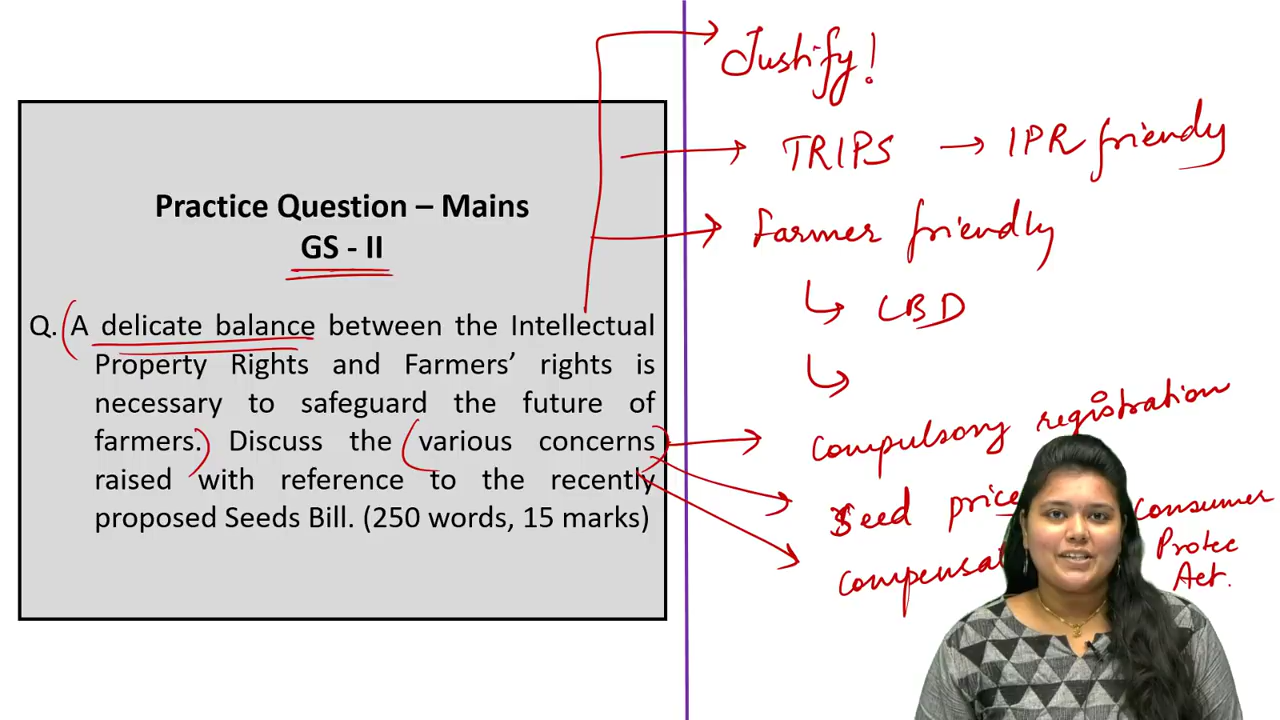 Practice Question – Mains
GS - II
Q. A delicate balance between the Intellectual
Property Rights and Farmers’ rights is
necessary to safeguard the future of
farmers. Discuss the various concerns
raised with reference to the recently
proposed Seeds Bill. (250 words, 15 marks)
Justify!
TRIPS → IPR friendly
Farmer friendly
CBD
Compulsory registration
Seed price
Compensat
Consumer
Protec
Act.